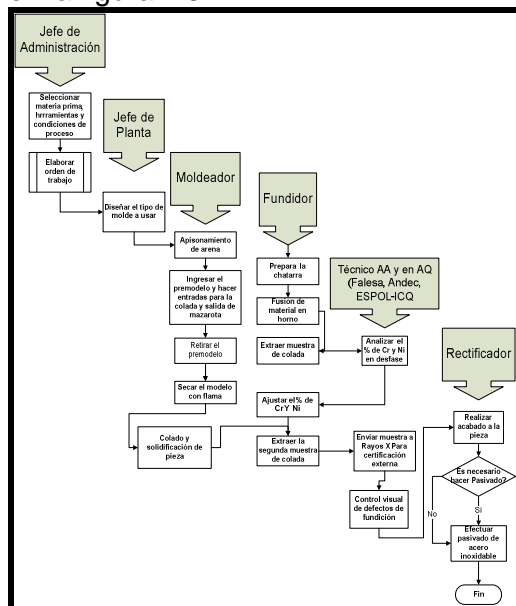 Jefe de
Administración
Seleccionar
materia prima,
hrrramientas y
condiciones de
proceso
Elaborar
orden de
trabajo
Jefe de
Planta
Diseñar el tipo de
molde a usar
Moldeador
Apisonamiento
de arena
Ingresar el
premodelo y hacer
entradas para la
colada y salida de
mazarota
Retirar el
premodelo
Secar el modelo
con flama
Colado y
solidificación de
pieza
Fundidor
Prepara la
chatarra
Fusion de
material en
horno
Extraer muestra
de colada
Ajustar el % de
Cr Y Ni
Extraer la
segunda muestra
de colada
Técnico AA y en AQ
(Falesa, Andec,
ESPOL-ICQ
Analizar el
% de Cr y Ni
en desfase
Enviar muestra a
Rayos X Para
certificación
externa
Control visual
de defectos de
fundición
Rectificador
Realizar
acabado a la
pieza
Es necesario
hacer Pasivado?
No
Si
Efectuar
pasivado de
acero
inoxidable
Fin